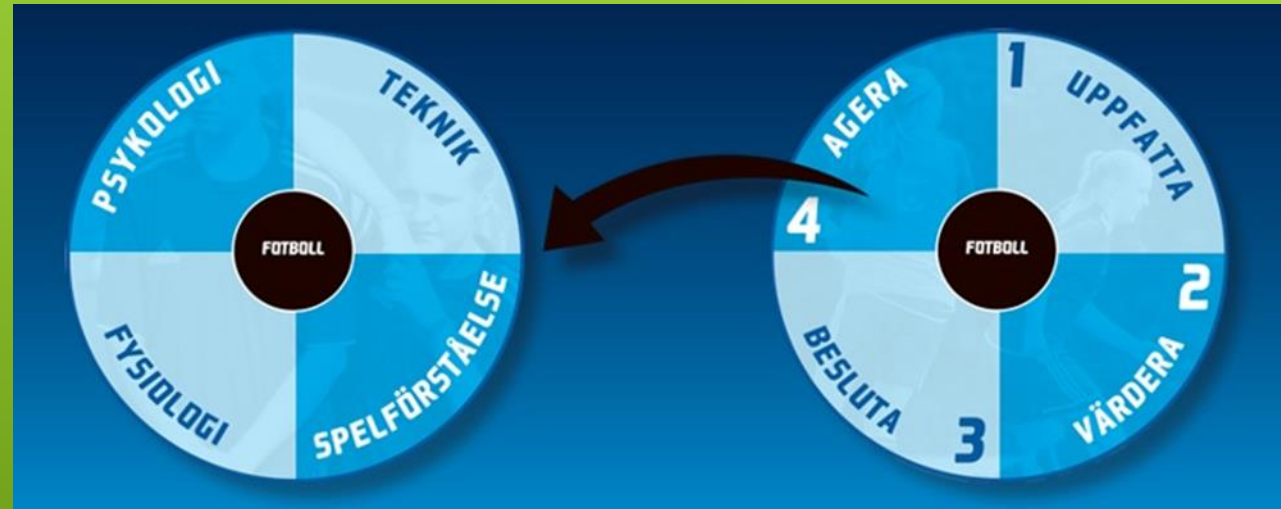 PSYKOLOGI
TEKNIK
FOTBOLL
FYSIOLOGI
SPELFÖRSTÅELSE
AGERA
1
UPPFATTA
4
FOTBOLL
2
BESLUTA
3
VÄRDERA